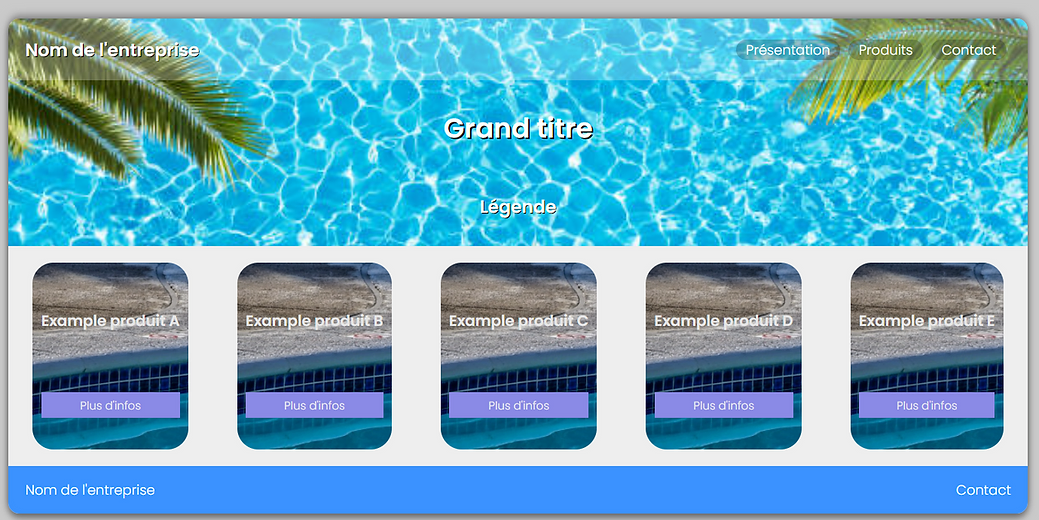 Nom de l'entreprise
Présentation
Produits
Contact
Grand titre
Légende
Example produit A
Example produit B
Example produit C
Example produit D
Example produit E
Plus d'infos
Plus d'infos
Plus d'infos
Plus d'infos
Plus d'infos
Nom de l'entreprise
Contact